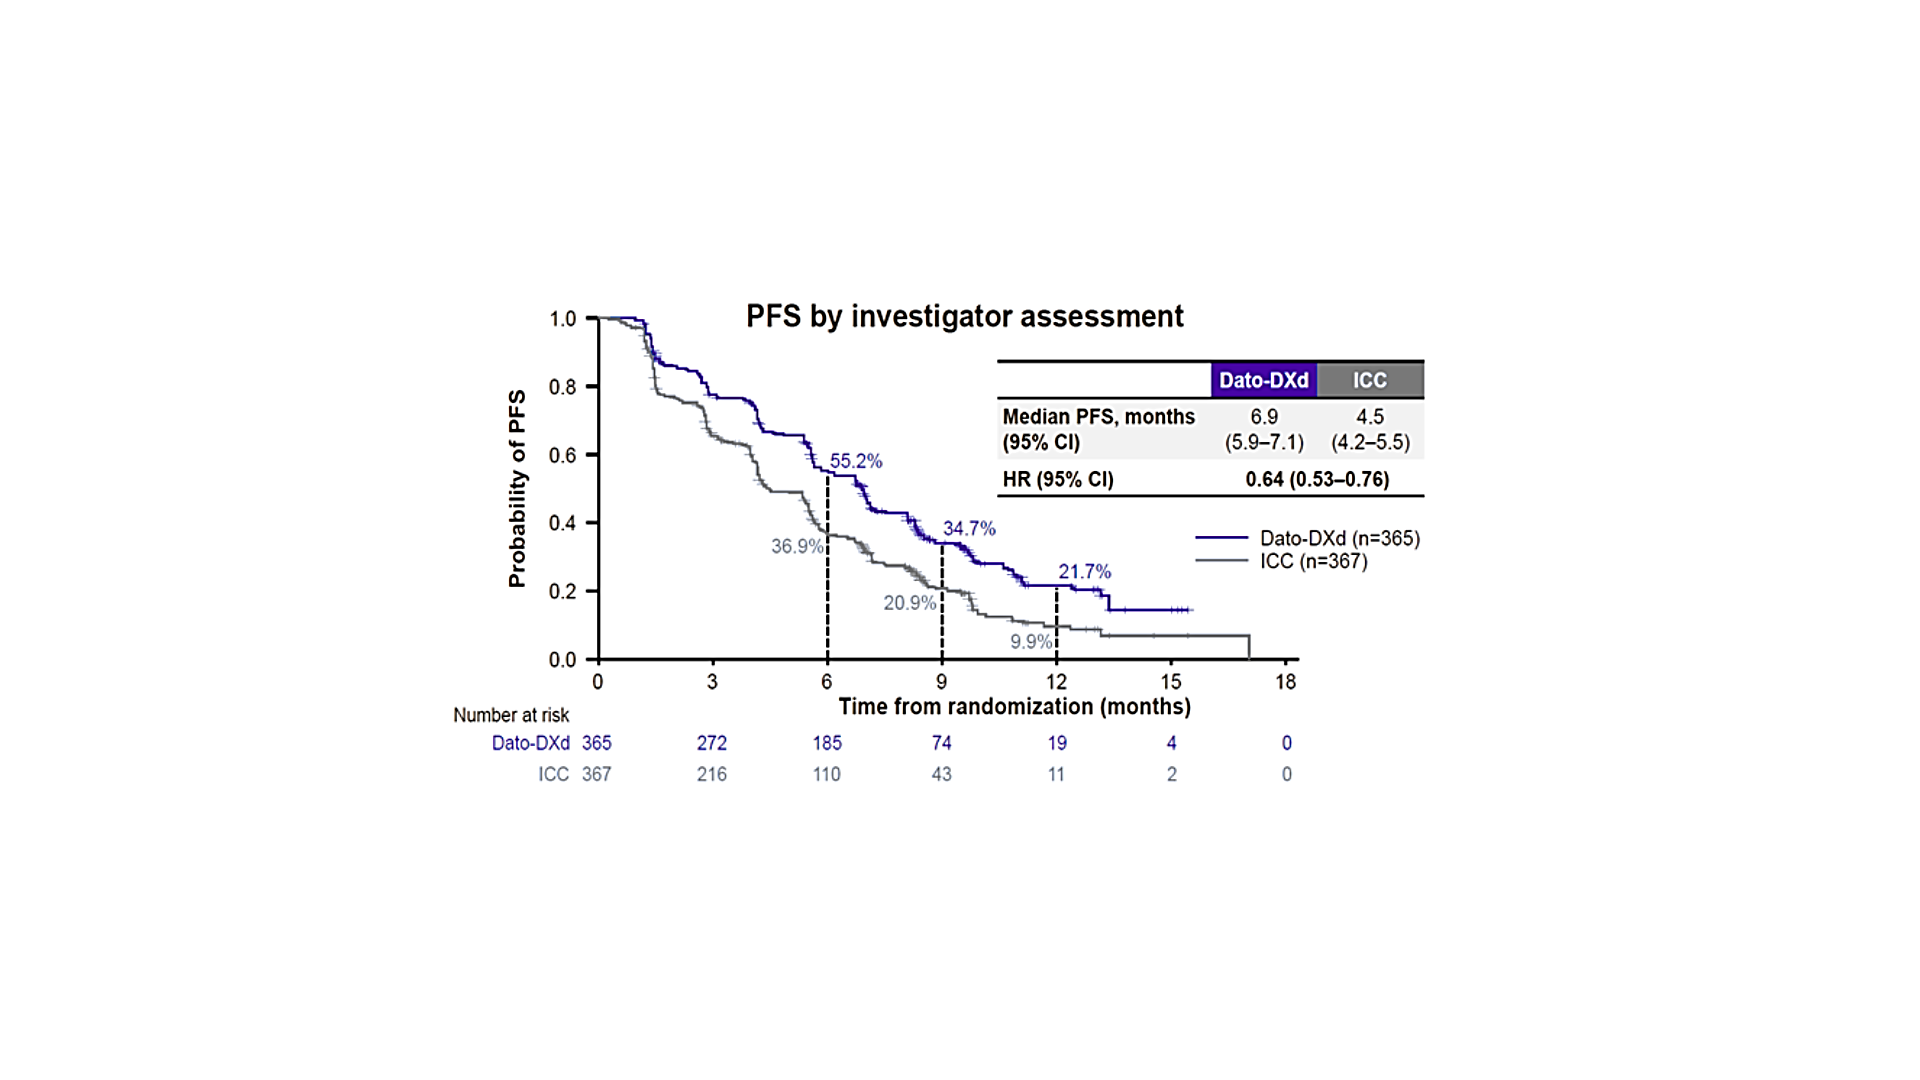 PFS by investigator assessment
Dato-DXd ICC
Median PFS, months 6.9 4.5
(95% CI) (5.9–7.1) (4.2–5.5)
HR (95% CI) 0.64 (0.53–0.76)
Dato-DXd (n=365)
ICC (n=367)
Probability of PFS
1.0
0.8
0.6
0.4
0.2
0.0
55.2%
36.9%
34.7%
20.9%
21.7%
9.9%
0 3 6 9 12 15 18
Time from randomization (months)
Number at risk
Dato-DXd 365 272 185 74 19 4 0
ICC 367 216 110 43 11 2 0